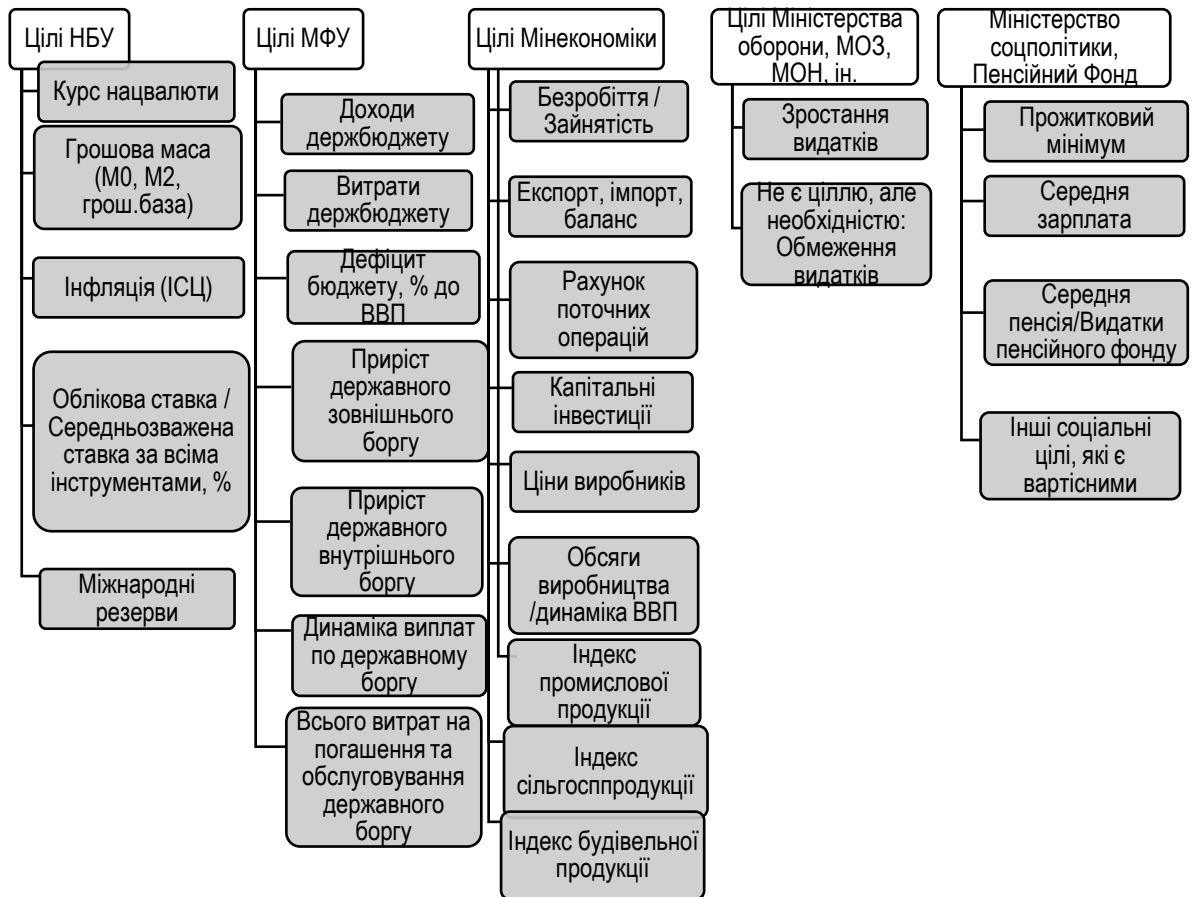 Цілі НБУ
Курс нацвалюти
Грошова маса
(М0, М2,
грош.база)
Інфляція (ІСЦ)
Облікова ставка /
Середньозважена
ставка за всіма
інструментами, %
Міжнародні
резерви
Цілі МФУ
Доходи
держбюджету
Витрати
держбюджету
Дефіцит
бюджету, % до
ВВП
Приріст
державного
зовнішнього
боргу
Приріст
державного
внутрішнього
боргу
Динаміка виплат
по державному
боргу
Всього витрат на
погашення та
обслуговування
державного
боргу
Цілі Мінекономіки
Безробіття /
Зайнятість
Експорт, імпорт,
баланс
Рахунок
поточних
операцій
Капітальні
інвестиції
Ціни виробників
Обсяги
виробництва
/динаміка ВВП
Індекс
промислової
продукції
Індекс
сільгосппродукції
Індекс будівельної
продукції
Цілі Міністерства
оборони, МОЗ,
МОН, ін.
Зростання
видатків
Не є ціллю, але
необхідністю:
Обмеження
видатків
Міністерство
соцполітики,
Пенсійний Фонд
Прожитковий
мінімум
Середня
зарплата
Середня
пенсія/Видатки
пенсійного фонду
Інші соціальні
цілі, які є
вартісними